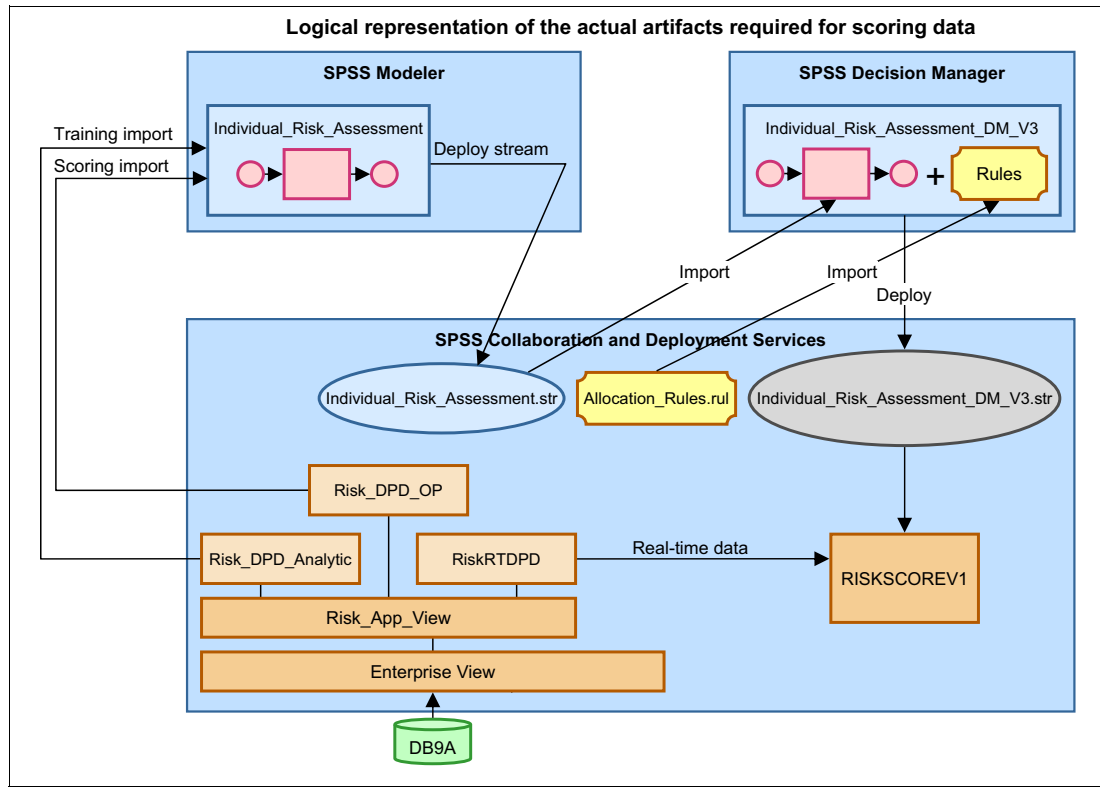 Logical representation of the actual artifacts required for scoring data
SPSS Modeler
SPSS Decision Manager
Individual_Risk_Assessment
Individual_Risk_Assessment_DM_V3
Training import
Scoring import
Deploy stream
+
Rules
Import
Import
Deploy
SPSS Collaboration and Deployment Services
Individual_Risk_Assessment.str
Allocation_Rules.rul
Individual_Risk_Assessment_DM_V3.str
Risk_DPD_OP
Risk_DPD_Analytic
RiskRTDPD
Real-time data
RISKSCOREV1
Risk_App_View
Enterprise View
DB9A